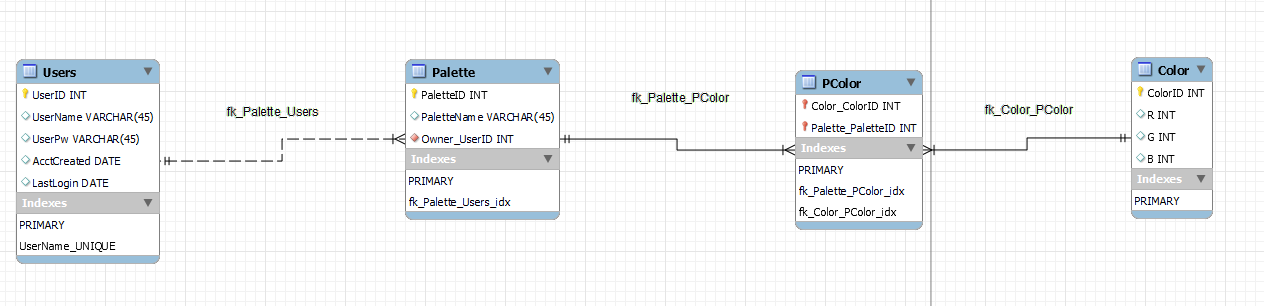 Users
UserID INT
UserName VARCHAR(45)
UserPw VARCHAR(45)
AcctCreated DATE
LastLogin DATE
Indexes
PRIMARY
UserName_UNIQUE
fk_Palette_Users
Palette
PaletteID INT
PaletteName VARCHAR(45)
Owner_UserID INT
Indexes
PRIMARY
fk_Palette_Users_idx
fk_Palette_PColor
PColor
Color_ColorID INT
Palette_PaletteID INT
Indexes
PRIMARY
fk_Palette_PColor_idx
fk_Color_PColor_idx
fk_Color_PColor
Color
ColorID INT
R INT
G INT
B INT
Indexes
PRIMARY